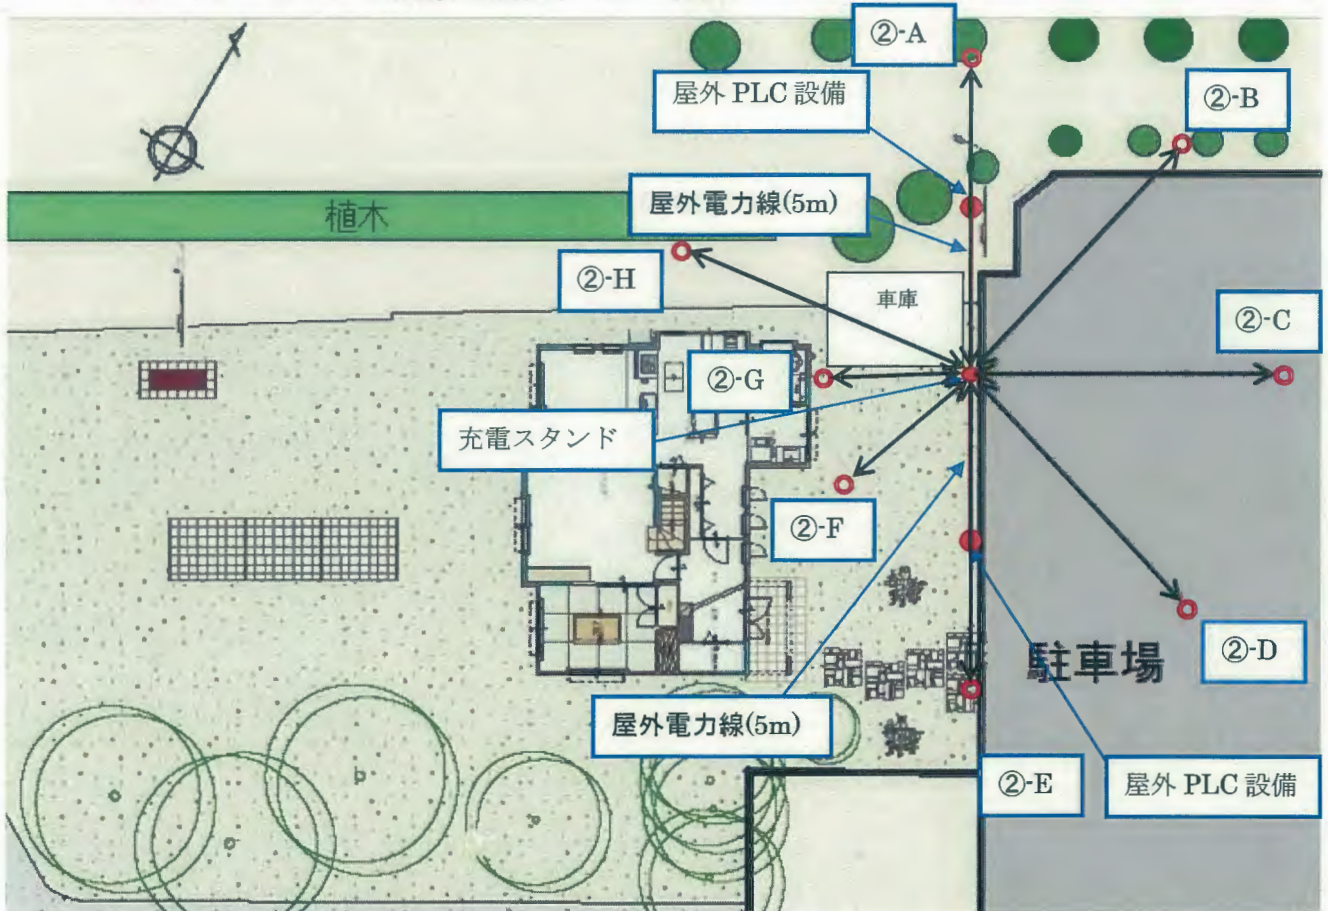 ②-A
屋外 PLC 設備
②-B
屋外電力線(5m)
植木
②-H
車庫
②-C
②-G
充電スタンド
②-F
②-D
駐車場
屋外電力線(5m)
②-E
屋外 PLC 設備